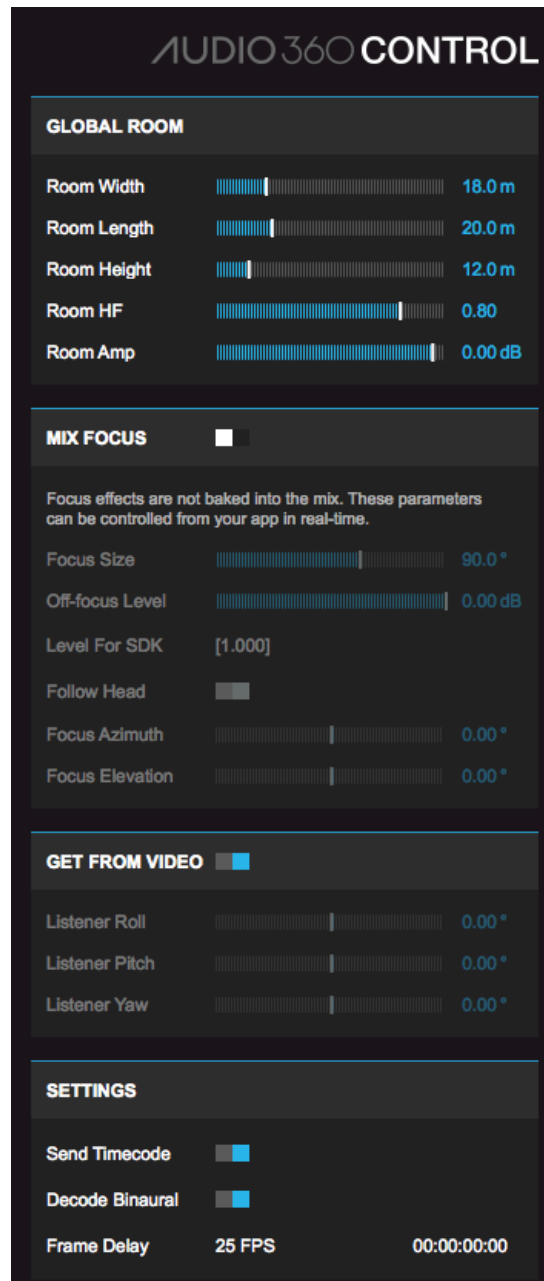 AUDIO 360 CONTROL
GLOBAL ROOM
Room Width 18.0 m
Room Length 20.0 m
Room Height 12.0 m
Room HF 0.80
Room Amp 0.00 dB
MIX FOCUS
Focus effects are not baked into the mix. These parameters
can be controlled from your app in real-time.
Focus Size 90.0 °
Off-focus Level 0.00 dB
Level For SDK [1.000]
Follow Head
Focus Azimuth 0.00 °
Focus Elevation 0.00 °
GET FROM VIDEO
Listener Roll 0.00 °
Listener Pitch 0.00 °
Listener Yaw 0.00 °
SETTINGS
Send Timecode
Decode Binaural
Frame Delay 25 FPS 00:00:00:00